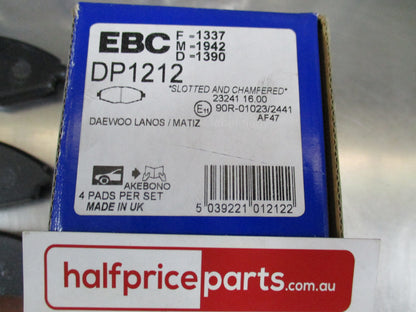 EBC
F -1337
M -1942
D -1390
DP1212
"SLOTTED AND CHAMFERED"
23241 16.00
E11 90R-01023/2441
AF47
DAEWOO LANOS / MATIZ
AKEBONO
4 PADS PER SET
MADE IN UK
5 039221 012122
halfpriceparts.com.au